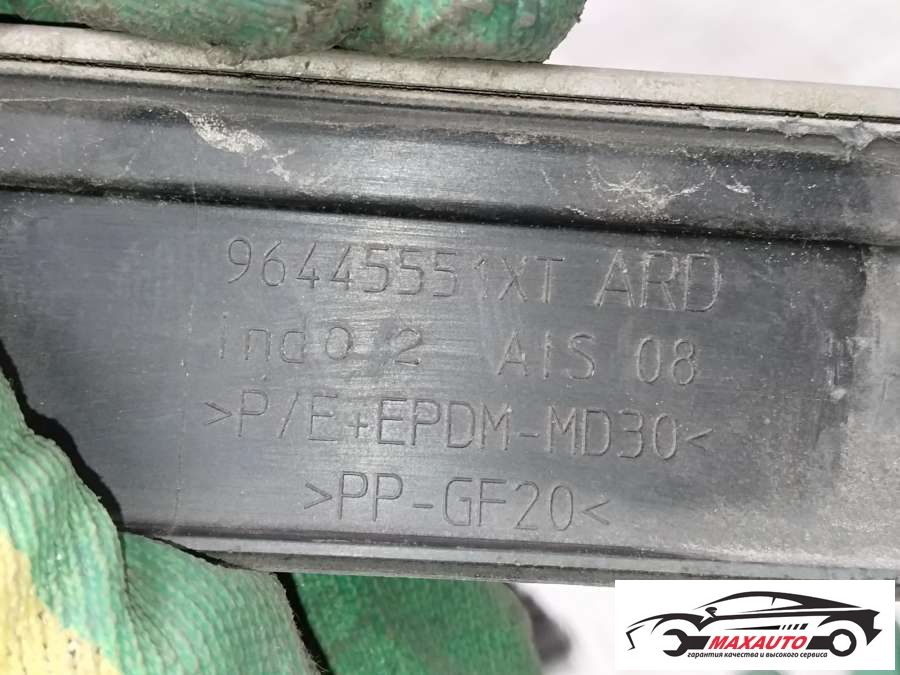 96445551XT ARD
indo 2 AIS 08
>P/E+EPDM-MD30<
>PP-GF20<
MAXAUTO
гарантия качества и высокого сервиса